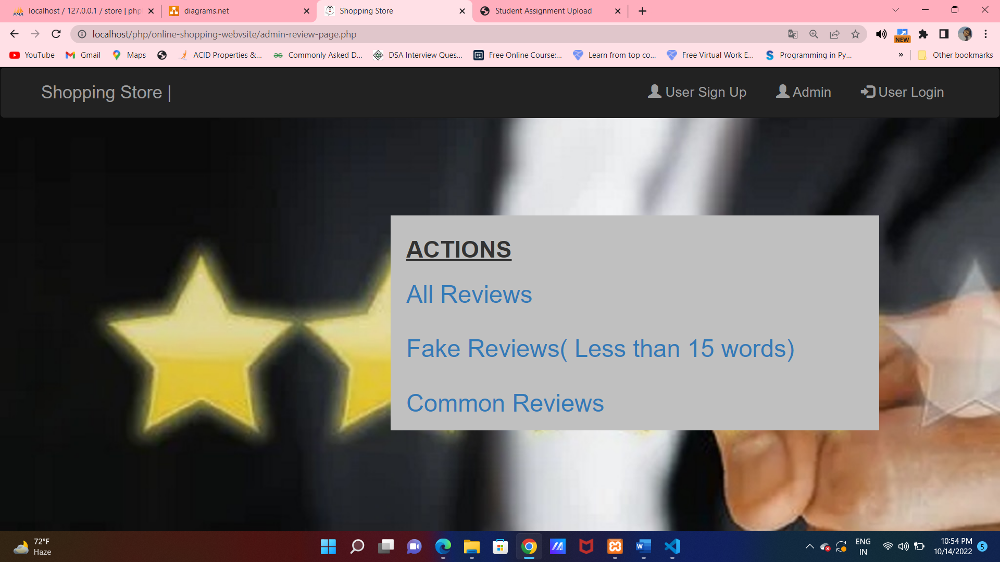 localhost / 127.0.0.1 / store | php
diagrams.net
Shopping Store
Student Assignment Upload
localhost/php/online-shopping-webvsite/admin-review-page.php
NEW
YouTube
Gmail
Maps
ACID Properties &...
Commonly Asked D...
DSA Interview Ques...
Free Online Course:...
Learn from top co...
Free Virtual Work E...
Programming in Py...
»
Other bookmarks
Shopping Store |
User Sign Up
Admin
User Login
ACTIONS
All Reviews
Fake Reviews( Less than 15 words)
Common Reviews
72°F
Haze
ENG
IN
10:54 PM
10/14/2022
5